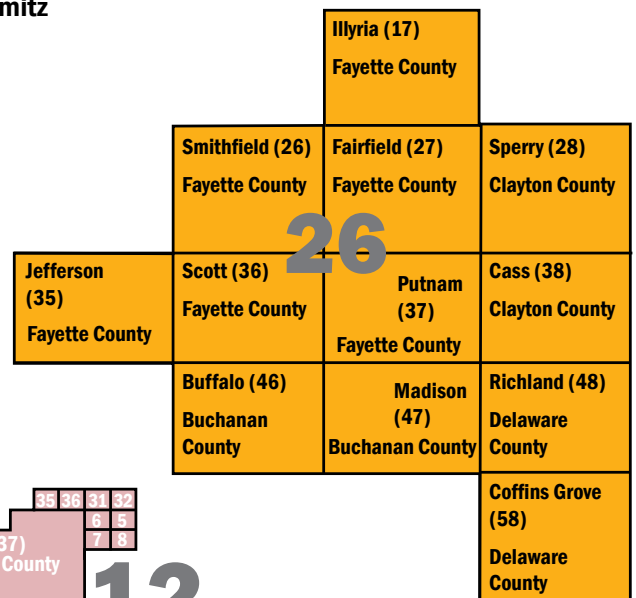 mitz
Illyria (17)
Fayette County
Smithfield (26)
Fayette County
Fairfield (27)
Fayette County
Sperry (28)
Clayton County
26
Jefferson
(35)
Fayette County
Scott (36)
Fayette County
Putnam
(37)
Fayette County
Cass (38)
Clayton County
Buffalo (46)
Buchanan
County
Madison
(47)
Buchanan County
Richland (48)
Delaware
County
Coffins Grove
(58)
Delaware
County
35 36 31 32
6 5
7 8
37)
County
12